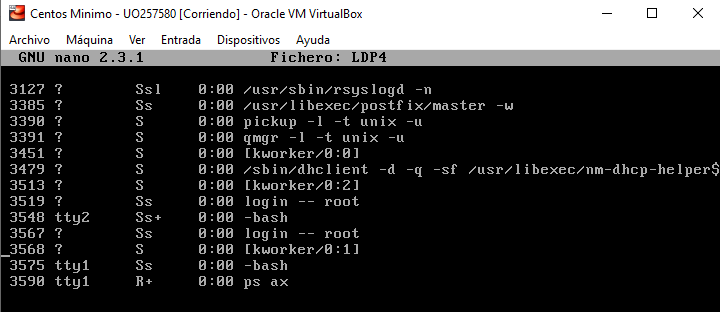 Centos Minimo - UO257580 [Corriendo] - Oracle VM VirtualBox
Archivo Máquina Ver Entrada Dispositivos Ayuda
GNU nano 2.3.1 Fichero: LDP4
3127 ? Ssl 0:00 /usr/sbin/rsyslogd -n
3385 ? Ss 0:00 /usr/libexec/postfix/master -w
3390 ? S 0:00 pickup -l -t unix -u
3391 ? S 0:00 qmgr -l -t unix -u
3451 ? S 0:00 [kworker/0:0]
3479 ? S 0:00 /sbin/dhclient -d -q -sf /usr/libexec/nm-dhcp-helper$
3513 ? S 0:00 [kworker/0:2]
3519 ? Ss 0:00 login -- root
3548 tty2 Ss+ 0:00 -bash
3567 ? Ss 0:00 login -- root
3568 ? S 0:00 [kworker/0:1]
3575 tty1 Ss 0:00 -bash
3590 tty1 R+ 0:00 ps ax